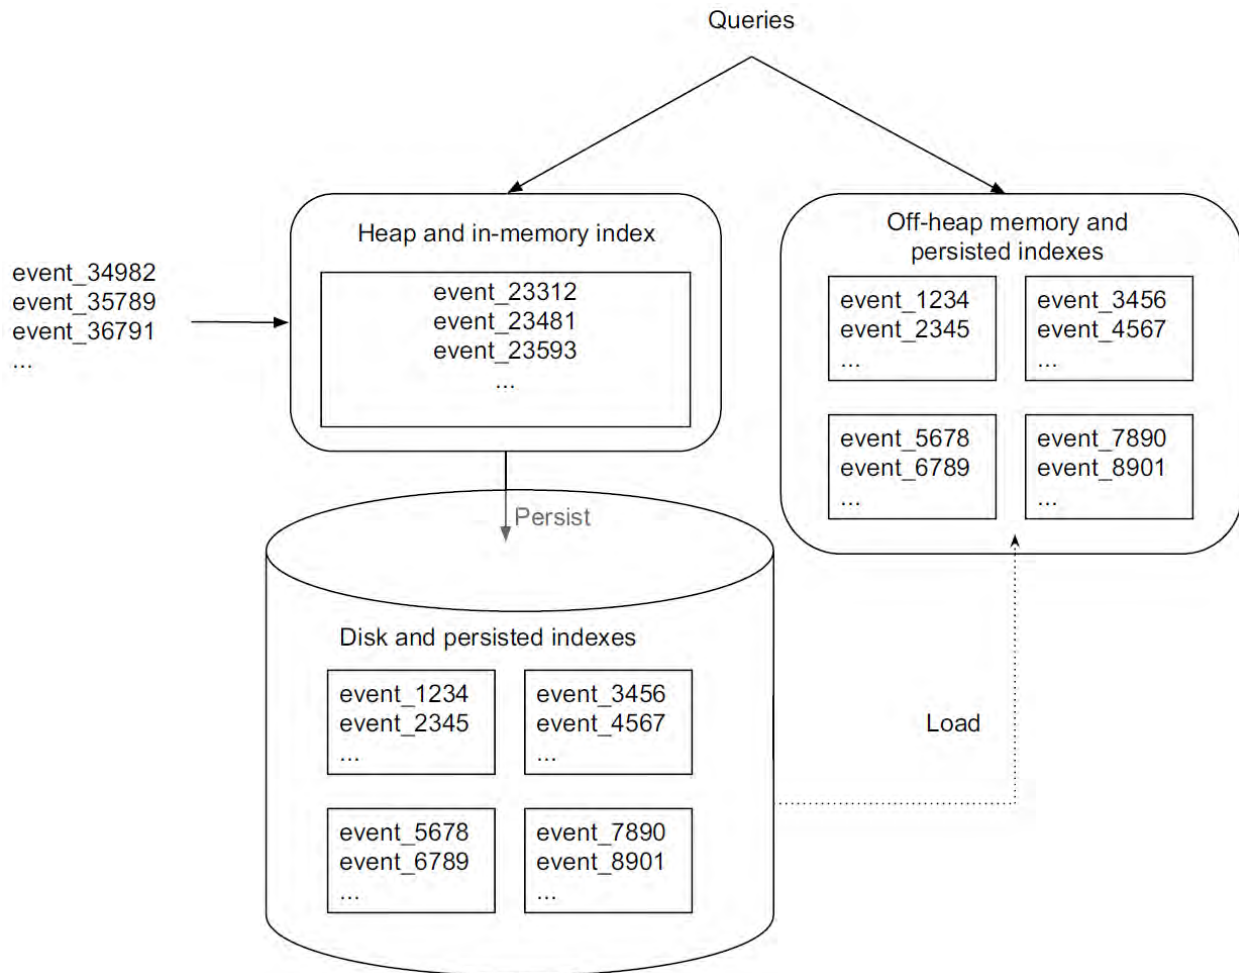 Queries
Heap and in-memory index
event_23312
event_23481
event_23593
...
event_34982
event_35789
event_36791
...
Off-heap memory and
persisted indexes
event_1234
event_2345
...
event_3456
event_4567
...
event_5678
event_6789
...
event_7890
event_8901
...
Persist
Disk and persisted indexes
event_1234
event_2345
...
event_3456
event_4567
...
event_5678
event_6789
...
event_7890
event_8901
...
Load